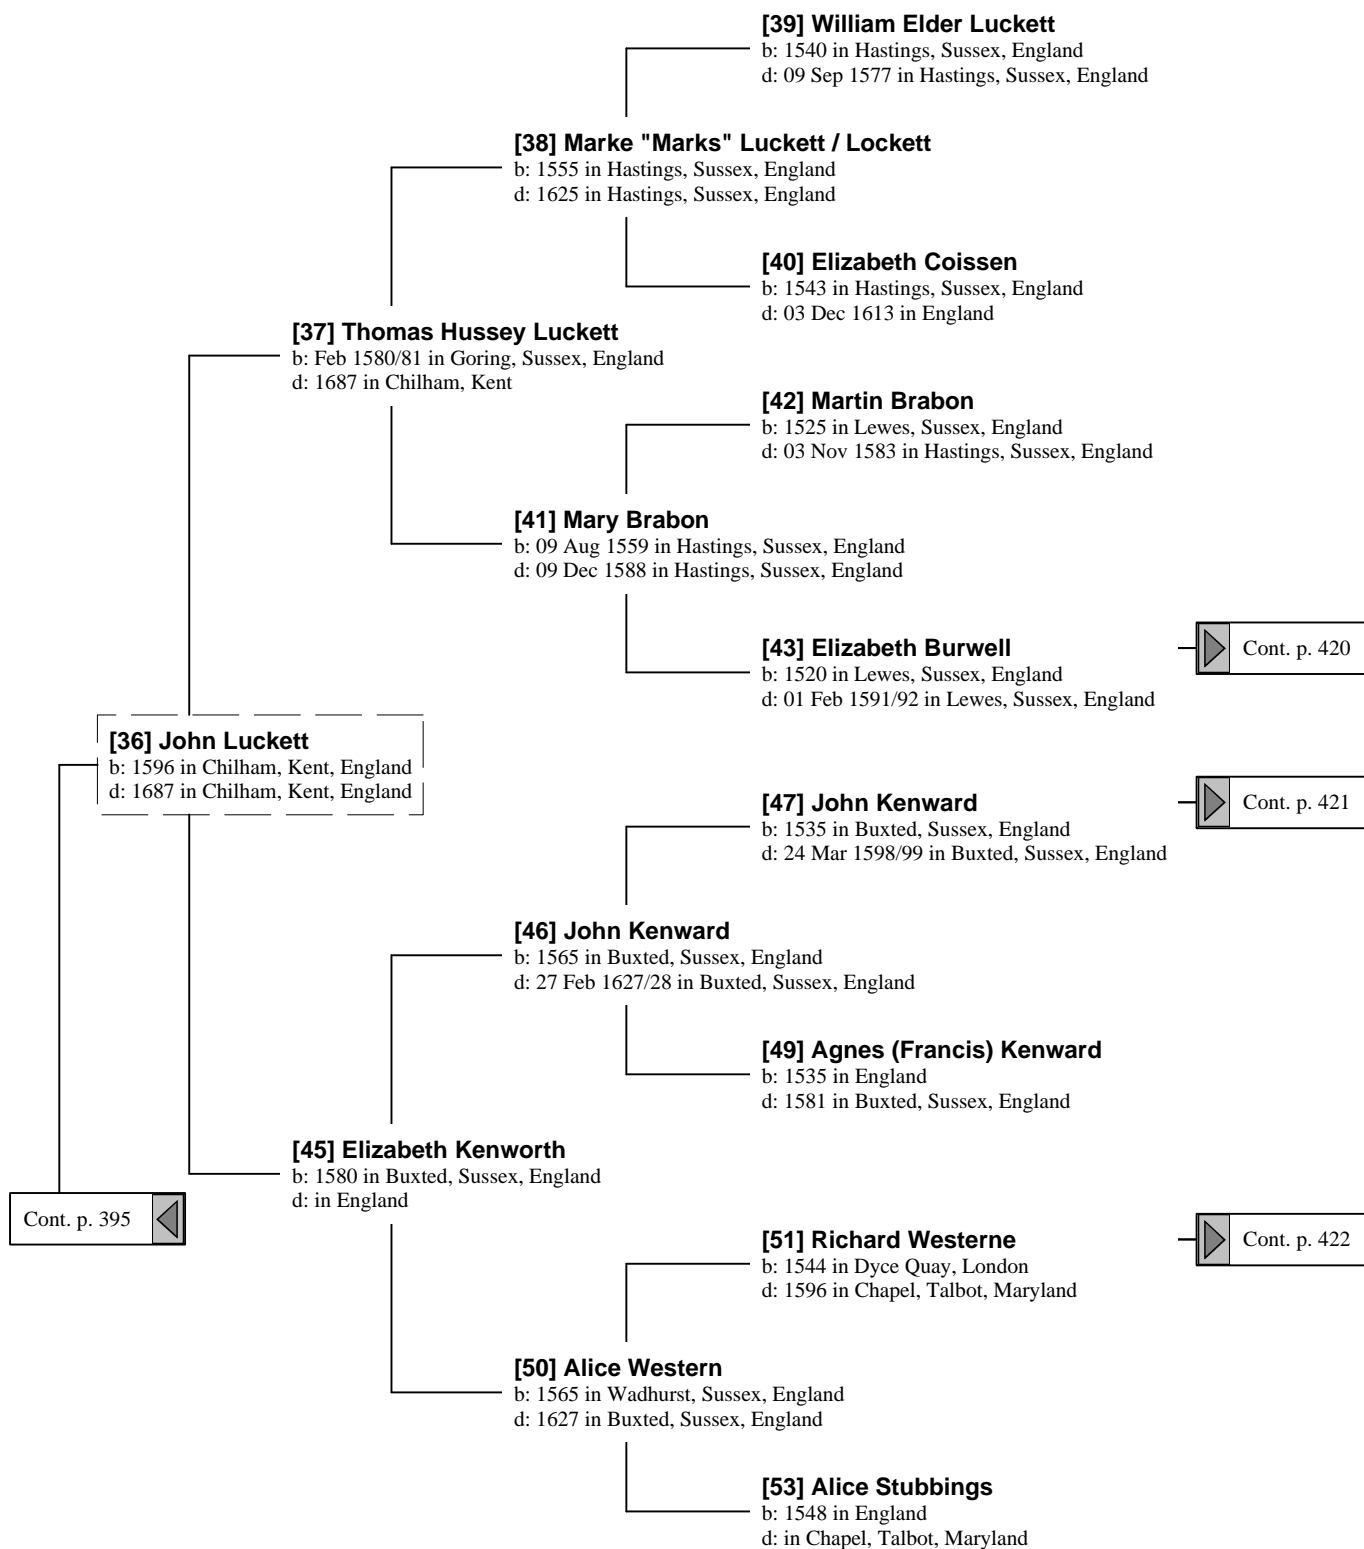 [39] William Elder Luckett
b: 1540 in Hastings, Sussex, England
d: 09 Sep 1577 in Hastings, Sussex, England
[38] Marke "Marks" Luckett / Lockett
b: 1555 in Hastings, Sussex, England
d: 1625 in Hastings, Sussex, England
[40] Elizabeth Coissen
b: 1543 in Hastings, Sussex, England
d: 03 Dec 1613 in England
[37] Thomas Hussey Luckett
b: Feb 1580/81 in Goring, Sussex, England
d: 1687 in Chilham, Kent
[42] Martin Brabon
b: 1525 in Lewes, Sussex, England
d: 03 Nov 1583 in Hastings, Sussex, England
[41] Mary Brabon
b: 09 Aug 1559 in Hastings, Sussex, England
d: 09 Dec 1588 in Hastings, Sussex, England
[43] Elizabeth Burwell
b: 1520 in Lewes, Sussex, England
d: 01 Feb 1591/92 in Lewes, Sussex, England
Cont. p. 420
[36] John Luckett
b: 1596 in Chilham, Kent, England
d: 1687 in Chilham, Kent, England
[47] John Kenward
b: 1535 in Buxted, Sussex, England
d: 24 Mar 1598/99 in Buxted, Sussex, England
Cont. p. 421
[46] John Kenward
b: 1565 in Buxted, Sussex, England
d: 27 Feb 1627/28 in Buxted, Sussex, England
[49] Agnes (Francis) Kenward
b: 1535 in England
d: 1581 in Buxted, Sussex, England
[45] Elizabeth Kenworth
b: 1580 in Buxted, Sussex, England
d: in England
Cont. p. 395
[51] Richard Westerne
b: 1544 in Dyce Quay, London
d: 1596 in Chapel, Talbot, Maryland
Cont. p. 422
[50] Alice Western
b: 1565 in Wadhurst, Sussex, England
d: 1627 in Buxted, Sussex, England
[53] Alice Stubbings
b: 1548 in England
d: in Chapel, Talbot, Maryland